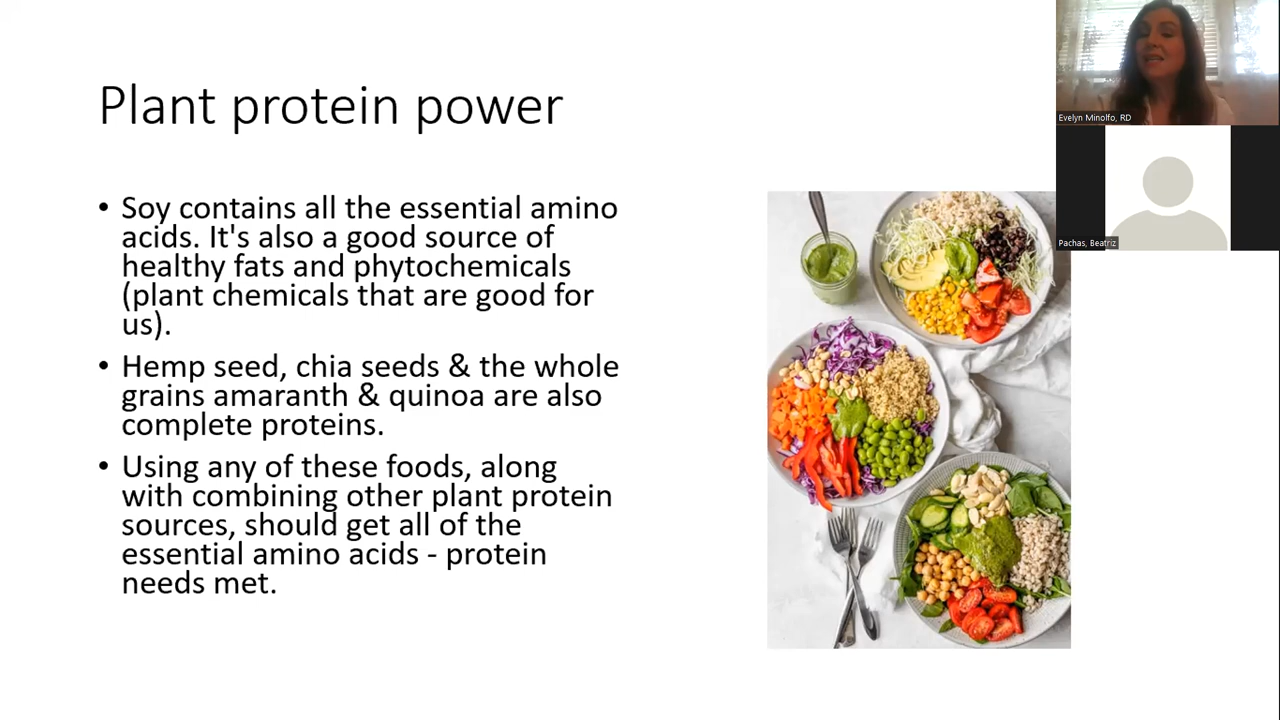 Plant protein power
• Soy contains all the essential amino
acids. It's also a good source of
healthy fats and phytochemicals
(plant chemicals that are good for
us).
• Hemp seed, chia seeds & the whole
grains amaranth & quinoa are also
complete proteins.
• Using any of these foods, along
with combining other plant protein
sources, should get all of the
essential amino acids - protein
needs met.
Evelyn Minolfo, RD
Pachas, Beatriz